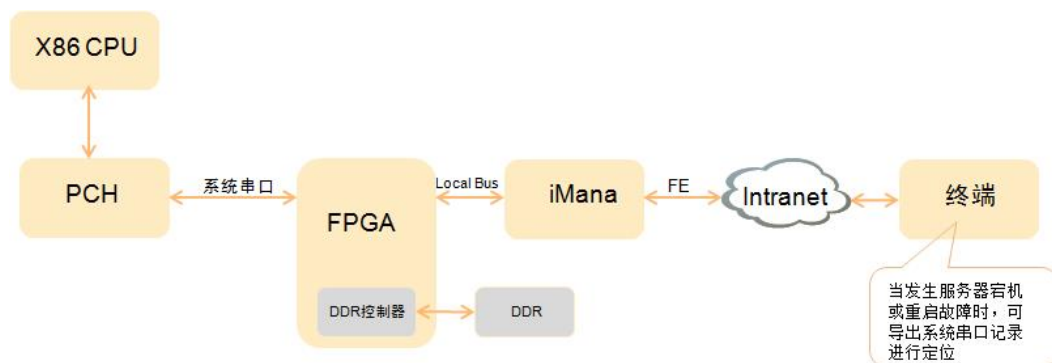 X86 CPU
PCH
系统串口
FPGA
Local Bus
iMana
FE
Intranet
终端
DDR控制器
DDR
当发生服务器宕机
或重启故障时，可
导出系统串口记录
进行定位